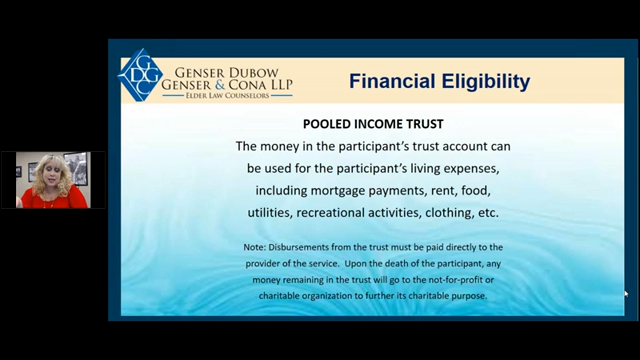 GENSER DUBOW
GENSER & CONA LLP
ELDER LAW COUNSELORS
Financial Eligibility
POOLED INCOME TRUST
The money in the participant's trust account can
be used for the participant's living expenses,
including mortgage payments, rent, food,
utilities, recreational activities, clothing, etc.
Note: Disbursements from the trust must be paid directly to the
provider of the service. Upon the death of the participant, any
money remaining in the trust will go to the not-for-profit or
charitable organization to further its charitable purpose.
G
D G
C